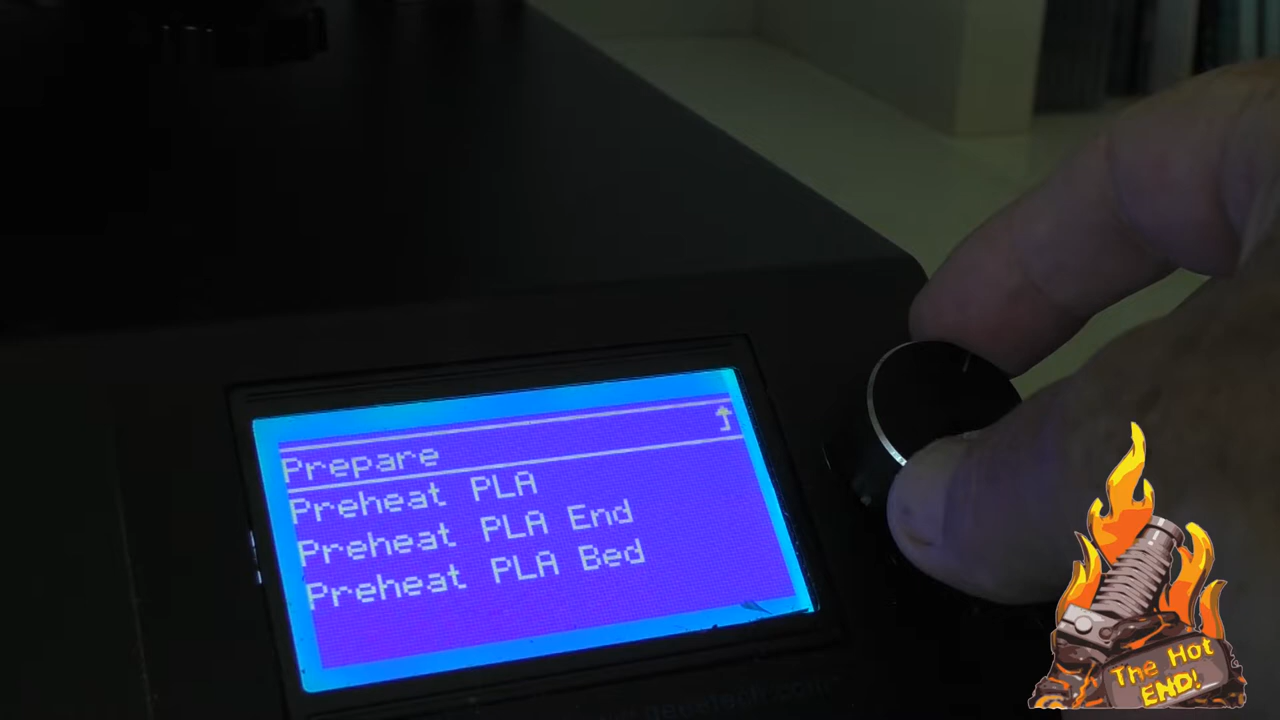 Prepare
Preheat PLA
Preheat PLA End
Preheat PLA Bed
The Hot
END!